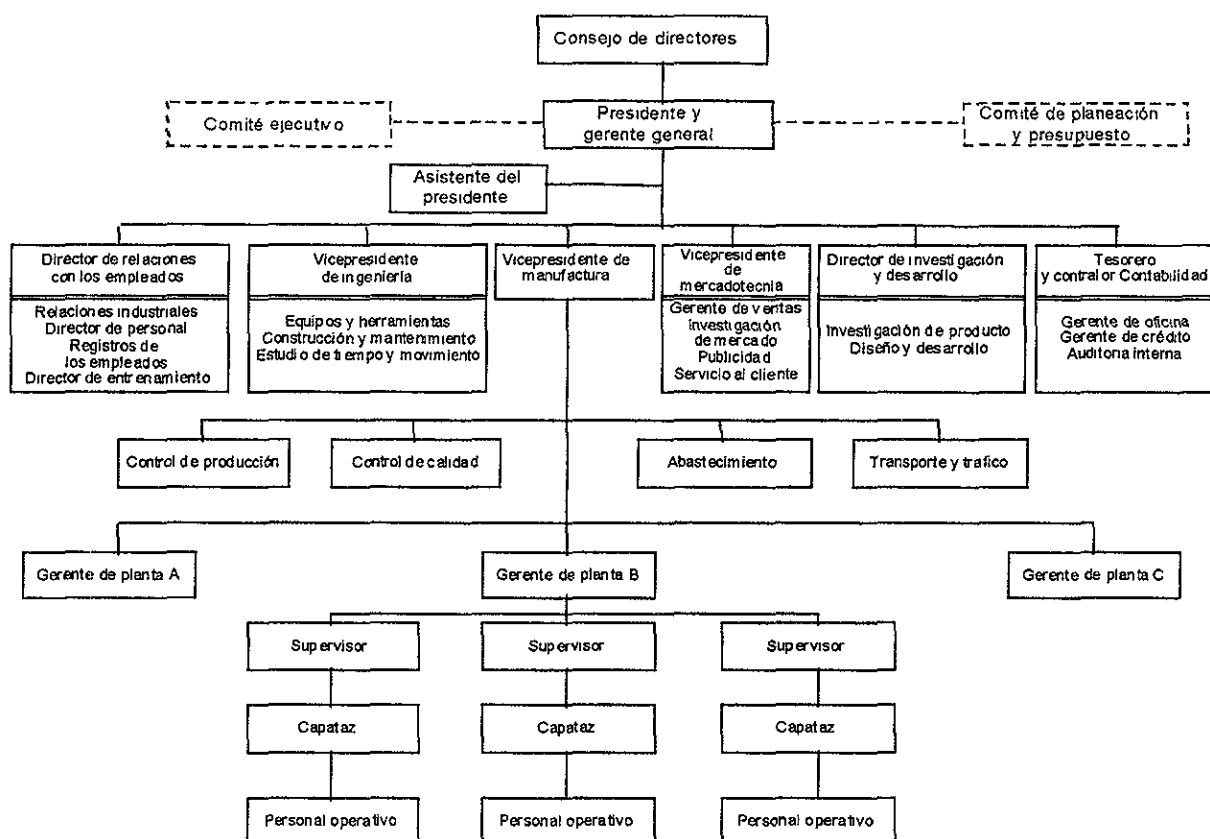 Consejo de directores
Comité ejecutivo
Presidente y
gerente general
Comité de planeación
y presupuesto
Asistente del
presidente
Director de relaciones
con los empleados
Relaciones industriales
Director de personal
Registros de
los empleados
Director de entrenamiento
Vicepresidente
de ingeniería
Equipos y herramientas
Construcción y mantenimiento
Estudio de tiempo y movimiento
Vicepresidente de
manufactura
Vicepresidente
de
mercadotecnia
Gerente de ventas
Investigación
de mercado
Publicidad
Servicio al cliente
Director de investigación
y desarrollo
Investigación de producto
Diseño y desarrollo
Tesorero
y contralor Contabilidad
Gerente de oficina
Gerente de crédito
Auditoria interna
Control de producción
Control de calidad
Abastecimiento
Transporte y trafico
Gerente de planta A
Gerente de planta B
Gerente de planta C
Supervisor
Supervisor
Supervisor
Capataz
Capataz
Capataz
Personal operativo
Personal operativo
Personal operativo